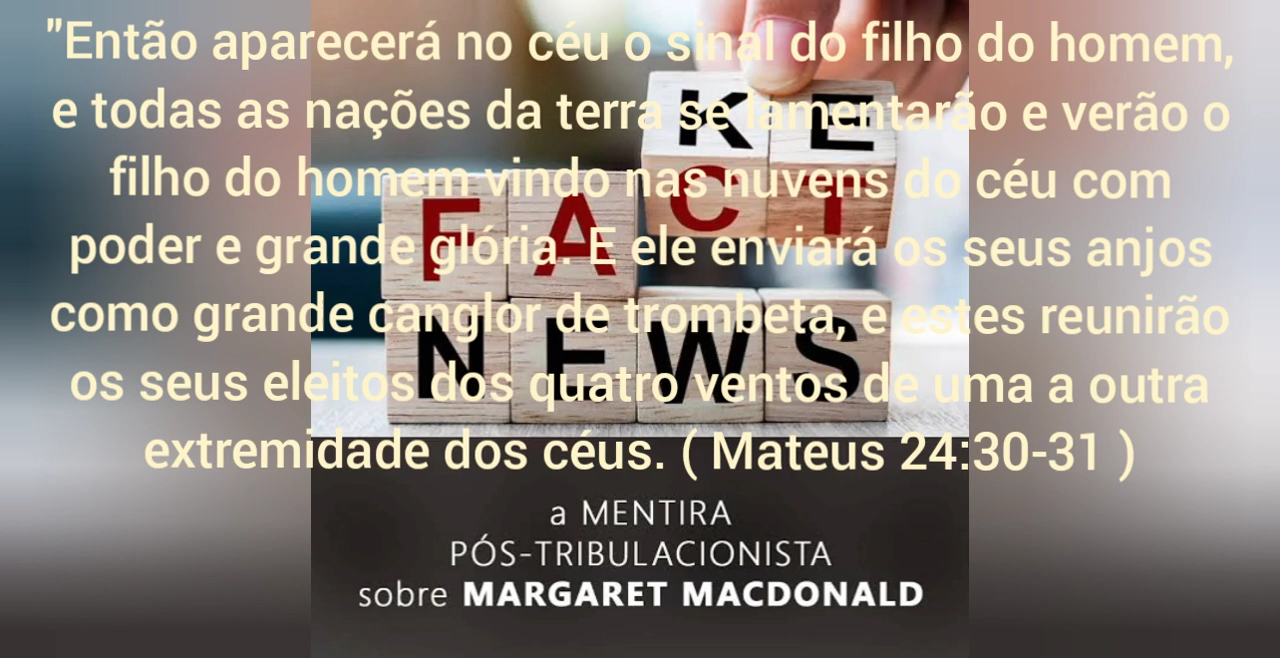 "Então aparecerá no céu o sinal do filho do homem,
e todas as nações da terra se lamentarão e verão o
filho do homem vindo nas nuvens do céu com
poder e grande glória. E ele enviará os seus anjos
como grande canglor de trombeta, e estes reunirão
os seus eleitos dos quatro ventos de uma a outra
extremidade dos céus. ( Mateus 24:30-31 )
KE
FACT
NEWS
a MENTIRA
PÓS-TRIBULACIONISTA
sobre MARGARET MACDONALD